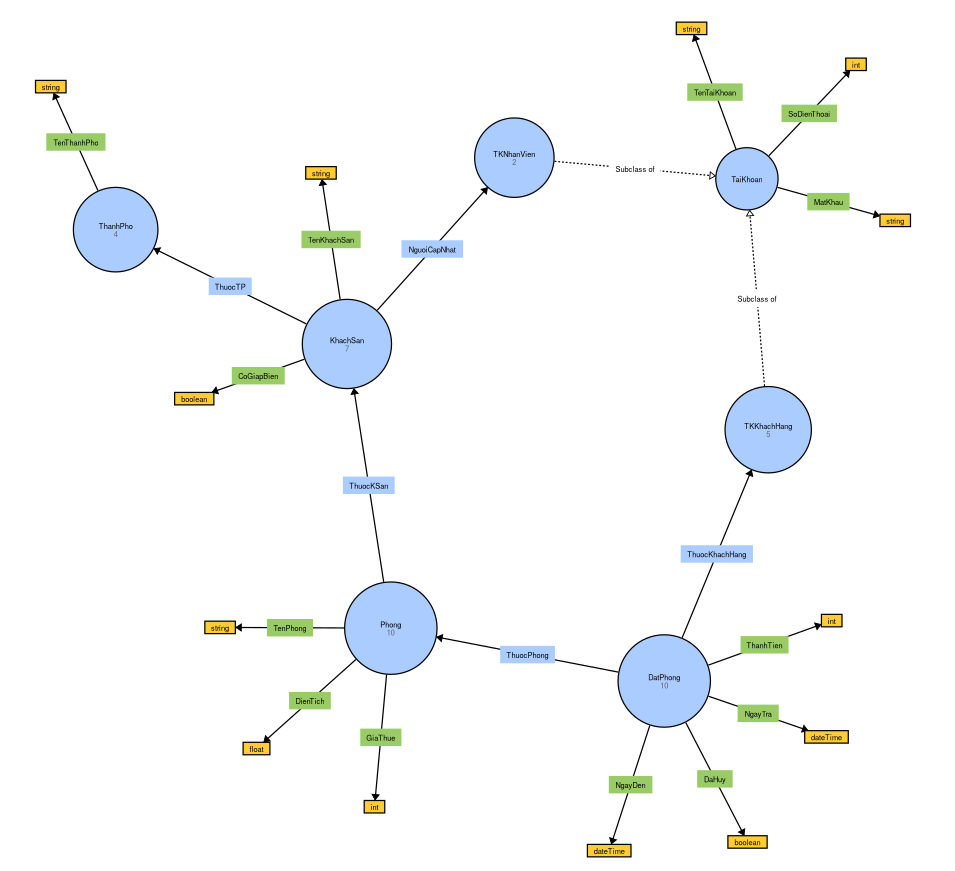 string
int
string
TenTaiKhoan
SoDienThoai
TenThanhPho
TKNhanVien
2
Subclass of
string
TaiKhoan
MatKhau
string
ThanhPho
4
TenKhachSan
NguoiCapNhat
ThuocTP
Subclass of
KhachSan
7
CoGiapBien
boolean
TKKhachHang
5
ThuocKSan
ThuocKhachHang
int
string
TenPhong
Phong
10
ThanhTien
ThuocPhong
DatPhong
10
DienTich
NgayTra
GiaThue
dateTime
float
DaHuy
NgayDen
int
boolean
dateTime